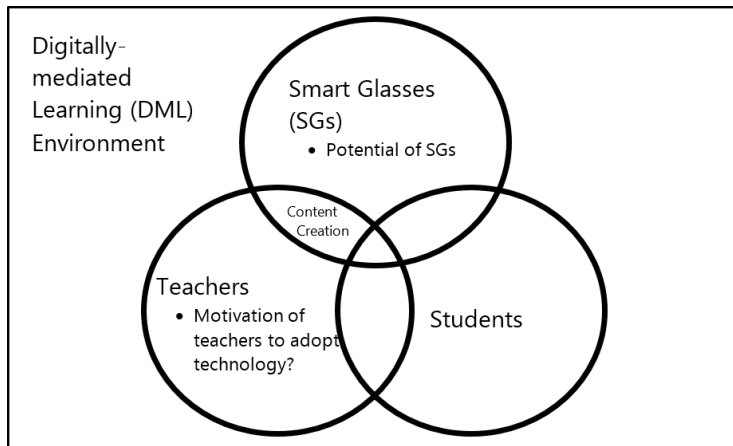 Digitally-
mediated
Learning (DML)
Environment
Smart Glasses
(SGs)
• Potential of SGs
Content
Creation
Teachers
• Motivation of
teachers to adopt
technology?
Students